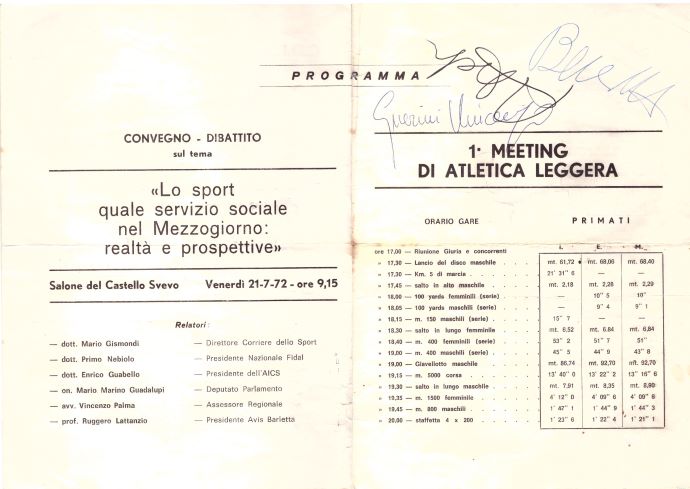 PROGRAMMA
CONVEGNO - DIBATTITO
sul tema
«Lo sport
quale servizio sociale
nel Mezzogiorno:
realtà e prospettive»
Salone del Castello Svevo Venerdì 21-7-72 - ore 9,15
Relatori:
— dott. Mario Gismondi — Direttore Corriere dello Sport
— dott. Primo Nebiolo — Presidente Nazionale Fidal
— dott. Enrico Guabello — Presidente dell'AICS
— on. Mario Marino Guadalupi — Deputato Parlamento
— avv. Vincenzo Palma — Assessore Regionale
— prof. Ruggero Lattanzio — Presidente Avis Barletta
Guerini Vincenzo
1° MEETING
DI ATLETICA LEGGERA
ORARIO GARE PRIMATI
I. E. M.
ore 17,00 - Riunione Giuria e concorrenti
» 17,30 - Lancio del disco maschile mt. 61,72 mt. 68,06 mt. 68,40
» 17,30 - Km. 5 di marcia 21' 31" 6 — —
» 17,45 - salto in alto maschile mt. 2,18 mt. 2,28 mt. 2,29
» 18,00 - 100 yards femminili (serie) — 10" 5 10"
» 18,05 - 100 yards maschili (serie) — 9" 4 9" 1
» 18,15 - m. 150 maschili (serie) 15" 7
» 18,30 - salto in lungo femminile mt. 6,52 mt. 6,84 mt. 6,84
» 18,40 - m. 400 femminili (serie) 53" 2 51" 7 51"
» 19,00 - m. 400 maschili (serie) 45" 5 44" 9 43" 8
» 19,00 - Giavellotto maschile mt. 86,74 mt. 92,70 mt. 92,70
» 19,15 - m. 5000 corsa 13' 40" 0 13' 22" 2 13' 16" 6
» 19,30 - salto in lungo maschile mt. 7,91 mt. 8,35 mt. 8,90
» 19,35 - m. 1500 femminile 4' 12" 0 4' 09" 6 4' 09" 6
» 19,45 - m. 800 maschili 1' 47" 1 1' 44" 9 1' 44" 3
» 20,00 - staffetta 4 x 200 1' 23" 6 1' 22" 4 1' 21" 1